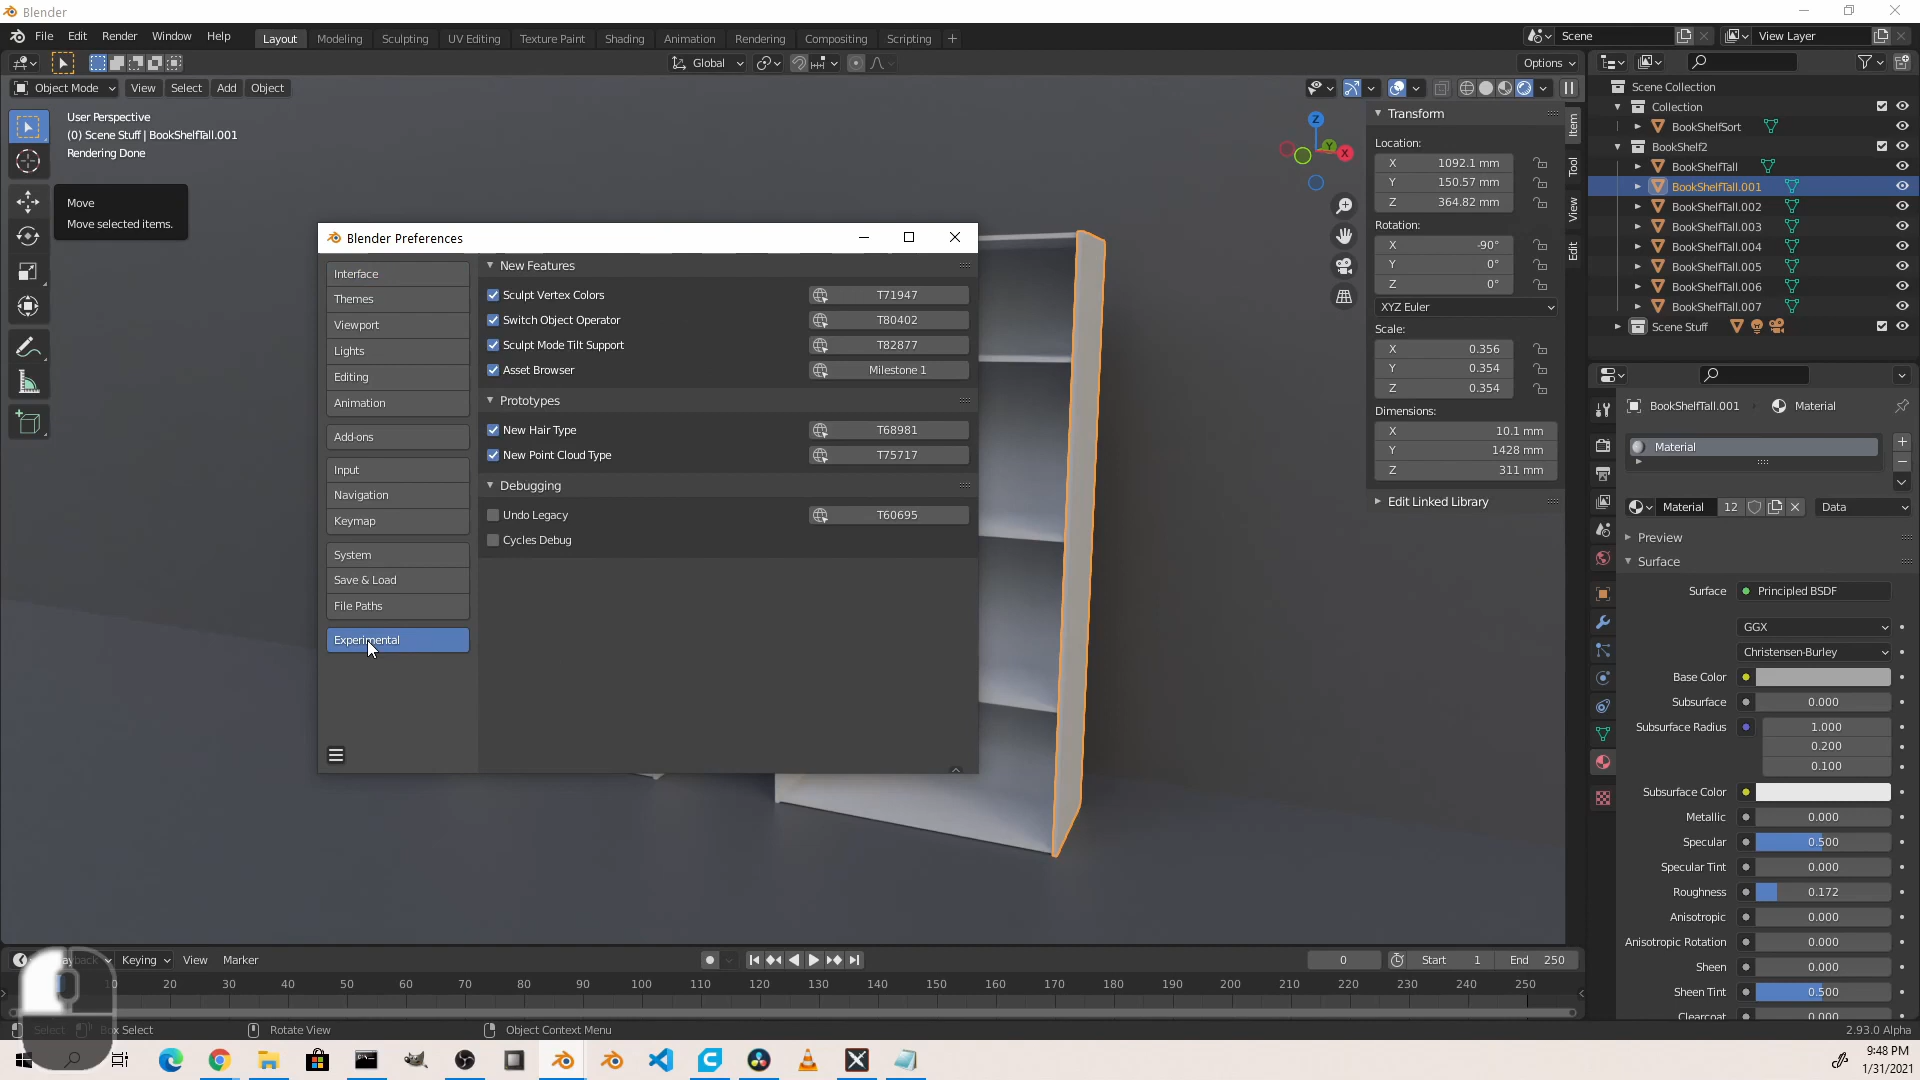 Blender
File Edit Render Window Help
Layout Modeling Sculpting UV Editing Texture Paint Shading Animation Rendering Compositing Scripting +
Scene
View Layer
Global
Options
Object Mode View Select Add Object
User Perspective
(0) Scene Stuff | BookShelfTall.001
Rendering Done
Move
Move selected items.
Blender Preferences
Interface
Themes
Viewport
Lights
Editing
Animation
Add-ons
Input
Navigation
Keymap
System
Save & Load
File Paths
Experimental
New Features
Sculpt Vertex Colors T71947
Switch Object Operator T80402
Sculpt Mode Tilt Support T82877
Asset Browser Milestone 1
Prototypes
New Hair Type T68981
New Point Cloud Type T75717
Debugging
Undo Legacy T60695
Cycles Debug
Z
Y
X
Transform
Location:
X 1092.1 mm
Y 150.57 mm
Z 364.82 mm
Rotation:
X -90°
Y 0°
Z 0°
XYZ Euler
Scale:
X 0.356
Y 0.354
Z 0.354
Dimensions:
X 10.1 mm
Y 1428 mm
Z 311 mm
Edit Linked Library
Item
Tool
View
Edit
Scene Collection
Collection
BookShelfSort
BookShelf2
BookShelfTall
BookShelfTall.001
BookShelfTall.002
BookShelfTall.003
BookShelfTall.004
BookShelfTall.005
BookShelfTall.006
BookShelfTall.007
Scene Stuff
BookShelfTall.001 Material
Material
Material 12 Data
Preview
Surface
Surface Principled BSDF
GGX
Christensen-Burley
Base Color
Subsurface 0.000
Subsurface Radius 1.000
0.200
0.100
Subsurface Color
Metallic 0.000
Specular 0.500
Specular Tint 0.000
Roughness 0.172
Anisotropic 0.000
Anisotropic Rotation 0.000
Sheen 0.000
Sheen Tint 0.500
Clearcoat 0.000
Playback Keying View Marker
0 Start 1 End 250
10 20 30 40 50 60 70 80 90 100 110 120 130 140 150 160 170 180 190 200 210 220 230 240 250
Select Box Select Rotate View Object Context Menu
2.93.0 Alpha
9:48 PM
1/31/2021